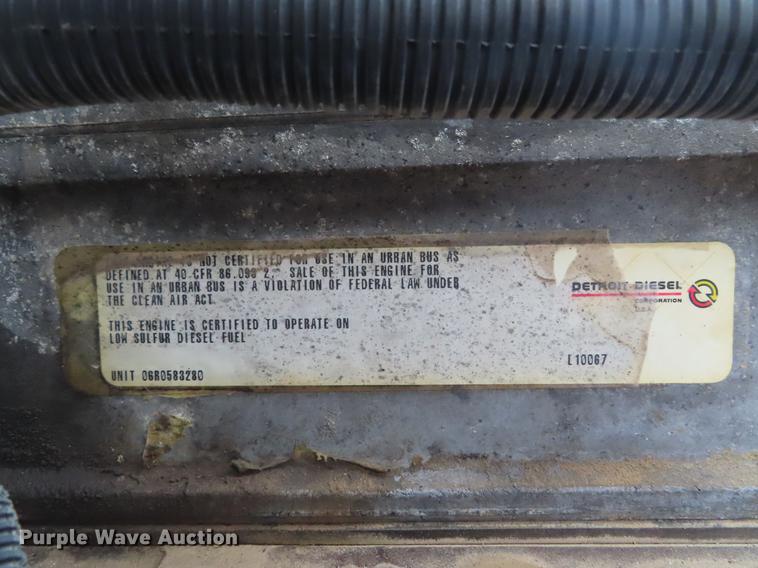 IS NOT CERTIFIED FOR USE IN AN URBAN BUS AS
DEFINED AT 40 CFR 86.093 2." SALE OF THIS ENGINE FOR
USE IN AN URBAN BUS IS A VIOLATION OF FEDERAL LAW UNDER
THE CLEAN AIR ACT.
THIS ENGINE IS CERTIFIED TO OPERATE ON
LOW SULFUR DIESEL FUEL
UNIT 06R0583280
DETROIT DIESEL
CORPORATION
U.S.A.
L10067
Purple Wave Auction